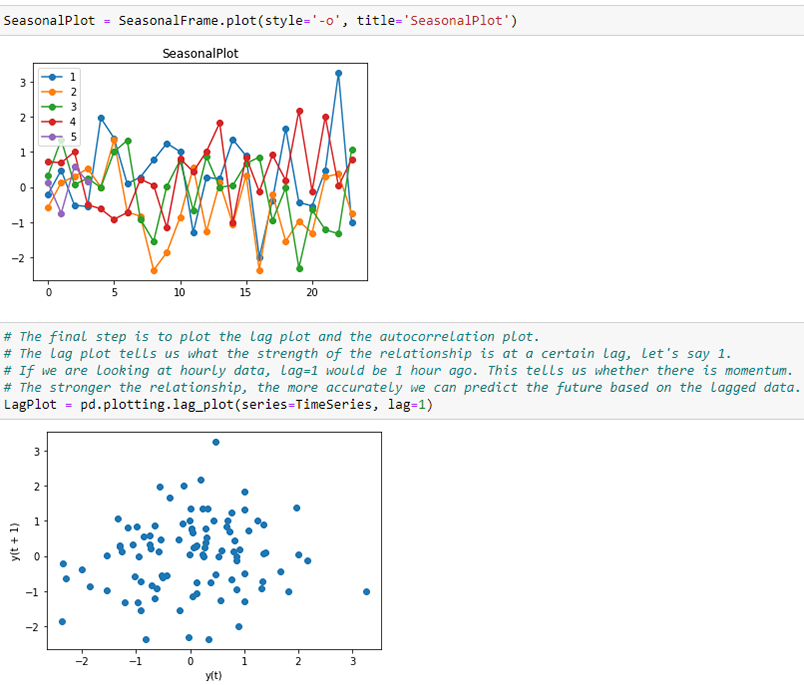 SeasonalPlot = SeasonalFrame.plot(style='-o', title='SeasonalPlot')
SeasonalPlot
1
2
3
4
5
3
2
1
0
−1
−2
0 5 10 15 20
# The final step is to plot the lag plot and the autocorrelation plot.
# The lag plot tells us what the strength of the relationship is at a certain lag, let's say 1.
# If we are looking at hourly data, lag=1 would be 1 hour ago. This tells us whether there is momentum.
# The stronger the relationship, the more accurately we can predict the future based on the lagged data.
LagPlot = pd.plotting.lag_plot(series=TimeSeries, lag=1)
3
2
1
0
−1
−2
y(t + 1)
−2 −1 0 1 2 3
y(t)